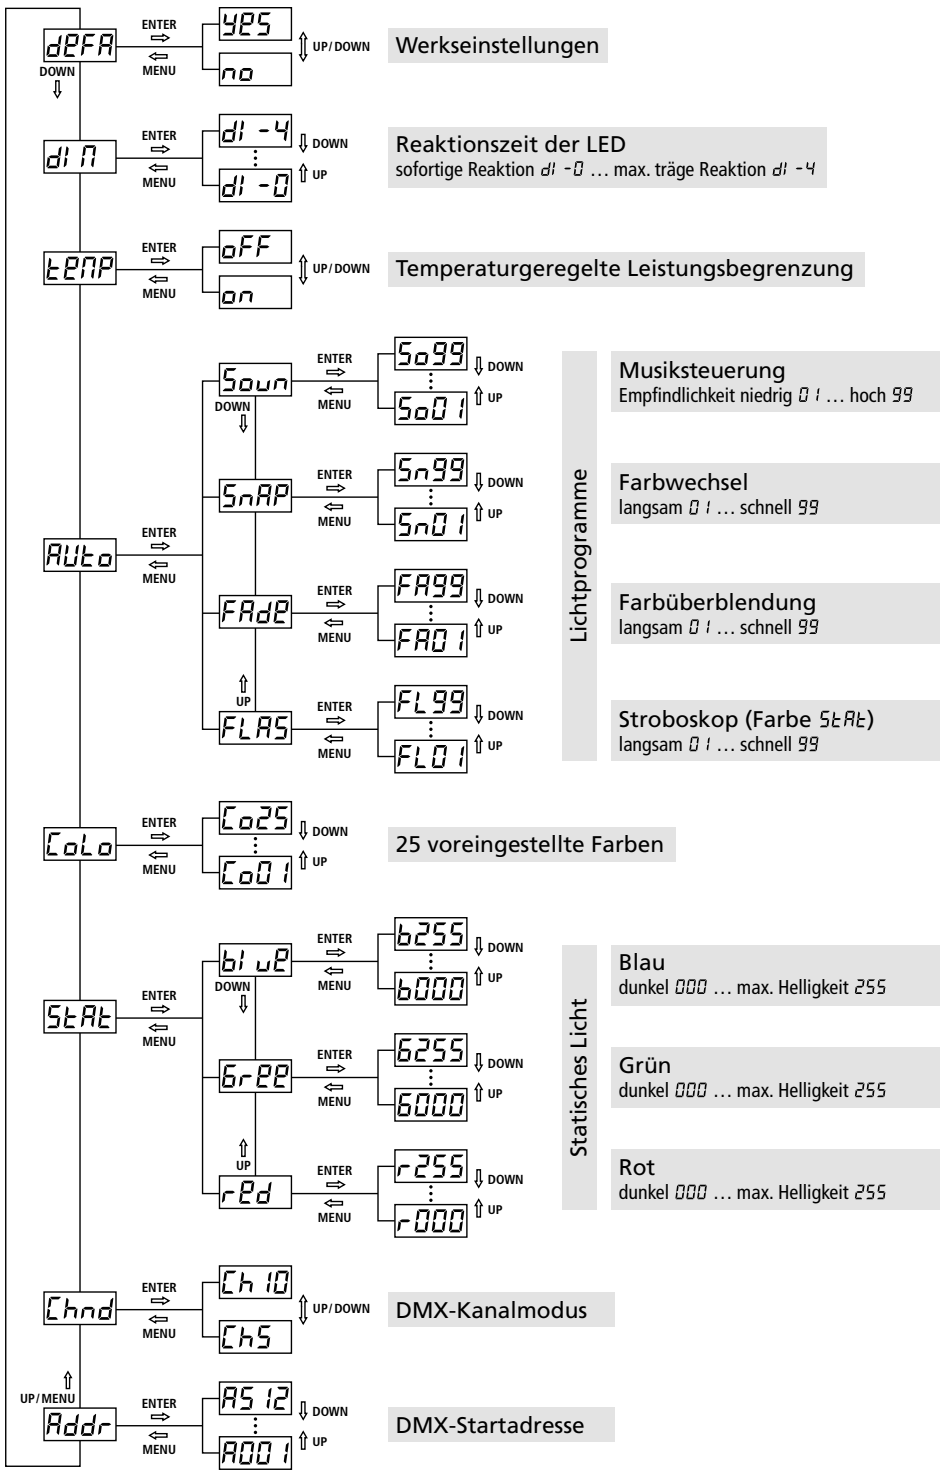 ENTER
MENU
DOWN
dEFA
YES
no
UP/DOWN
Werkseinstellungen
ENTER
MENU
di M
di -4
di -0
DOWN
UP
Reaktionszeit der LED
sofortige Reaktion di -0 … max. träge Reaktion di -4
ENTER
MENU
tEMP
oFF
on
UP/DOWN
Temperaturgeregelte Leistungsbegrenzung
AUto
ENTER
MENU
Soun
DOWN
ENTER
MENU
So99
So01
DOWN
UP
Lichtprogramme
Musiksteuerung
Empfindlichkeit niedrig 01 … hoch 99
SnAP
ENTER
MENU
Sn99
Sn01
DOWN
UP
Farbwechsel
langsam 01 … schnell 99
FAdE
ENTER
MENU
FA99
FA01
DOWN
UP
Farbüberblendung
langsam 01 … schnell 99
UP
FLAS
ENTER
MENU
FL99
FL01
DOWN
UP
Stroboskop (Farbe StAt)
langsam 01 … schnell 99
CoLo
ENTER
MENU
Co25
Co01
DOWN
UP
25 voreingestellte Farben
StAt
ENTER
MENU
bluE
DOWN
ENTER
MENU
b255
b000
DOWN
UP
Statisches Licht
Blau
dunkel 000 … max. Helligkeit 255
GrEE
ENTER
MENU
G255
G000
DOWN
UP
Grün
dunkel 000 … max. Helligkeit 255
UP
rEd
ENTER
MENU
r255
r000
DOWN
UP
Rot
dunkel 000 … max. Helligkeit 255
Chnd
ENTER
MENU
Ch10
Ch5
UP/DOWN
DMX-Kanalmodus
UP/MENU
Addr
ENTER
MENU
A512
A001
DOWN
UP
DMX-Startadresse